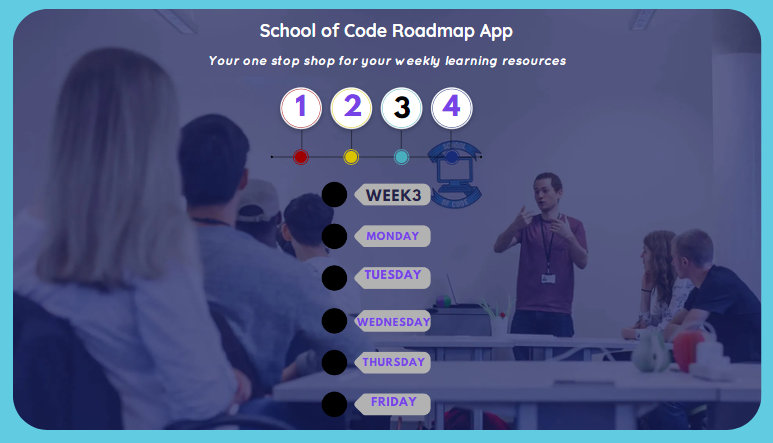 School of Code Roadmap App
Your one stop shop for your weekly learning resources
1 2 3 4
WEEK3
MONDAY
TUESDAY
WEDNESDAY
THURSDAY
FRIDAY